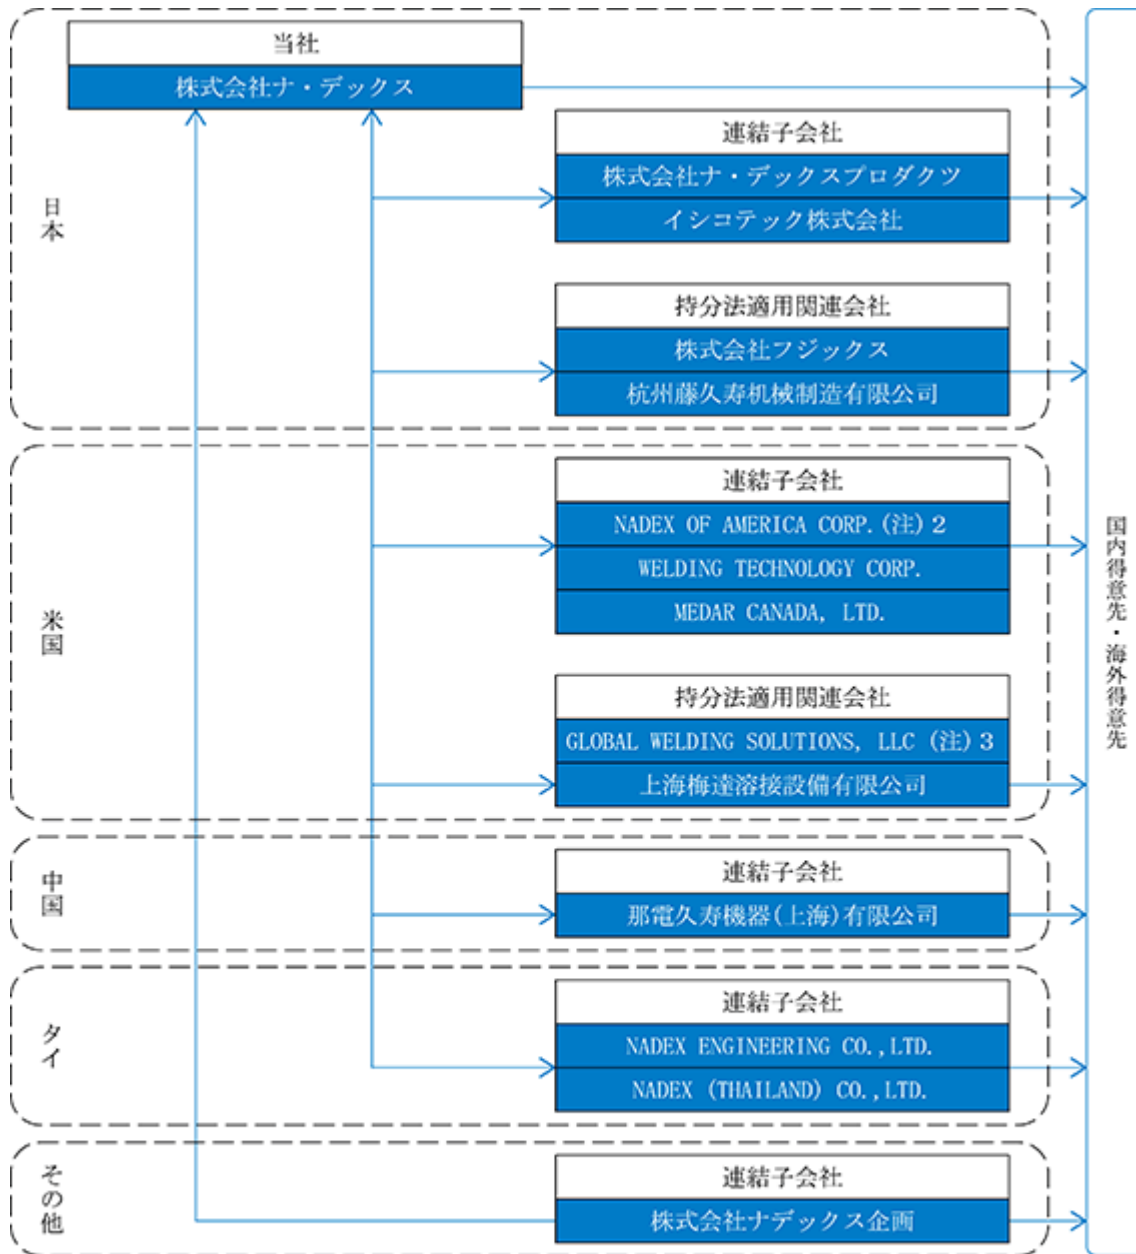 当社
株式会社ナ・デックス
日本
連結子会社
株式会社ナ・デックスプロダクツ
イシコテック株式会社
持分法適用関連会社
株式会社フジックス
杭州藤久寿机械制造有限公司
米国
連結子会社
NADEX OF AMERICA CORP.(注)2
WELDING TECHNOLOGY CORP.
MEDAR CANADA, LTD.
持分法適用関連会社
GLOBAL WELDING SOLUTIONS, LLC (注)3
上海梅達溶接設備有限公司
中国
連結子会社
那電久寿機器(上海)有限公司
タイ
連結子会社
NADEX ENGINEERING CO.,LTD.
NADEX (THAILAND) CO.,LTD.
その他
連結子会社
株式会社ナデックス企画
国内得意先・海外得意先